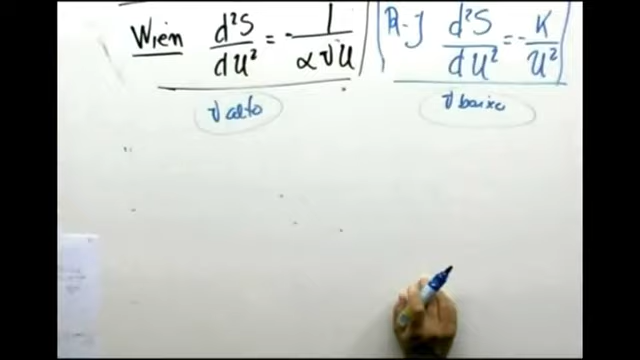 Wien d²S/dU² = - 1/α𝜈U
R-J d²S/dU² = - K/U²
𝜈 alto
𝜈 baixo